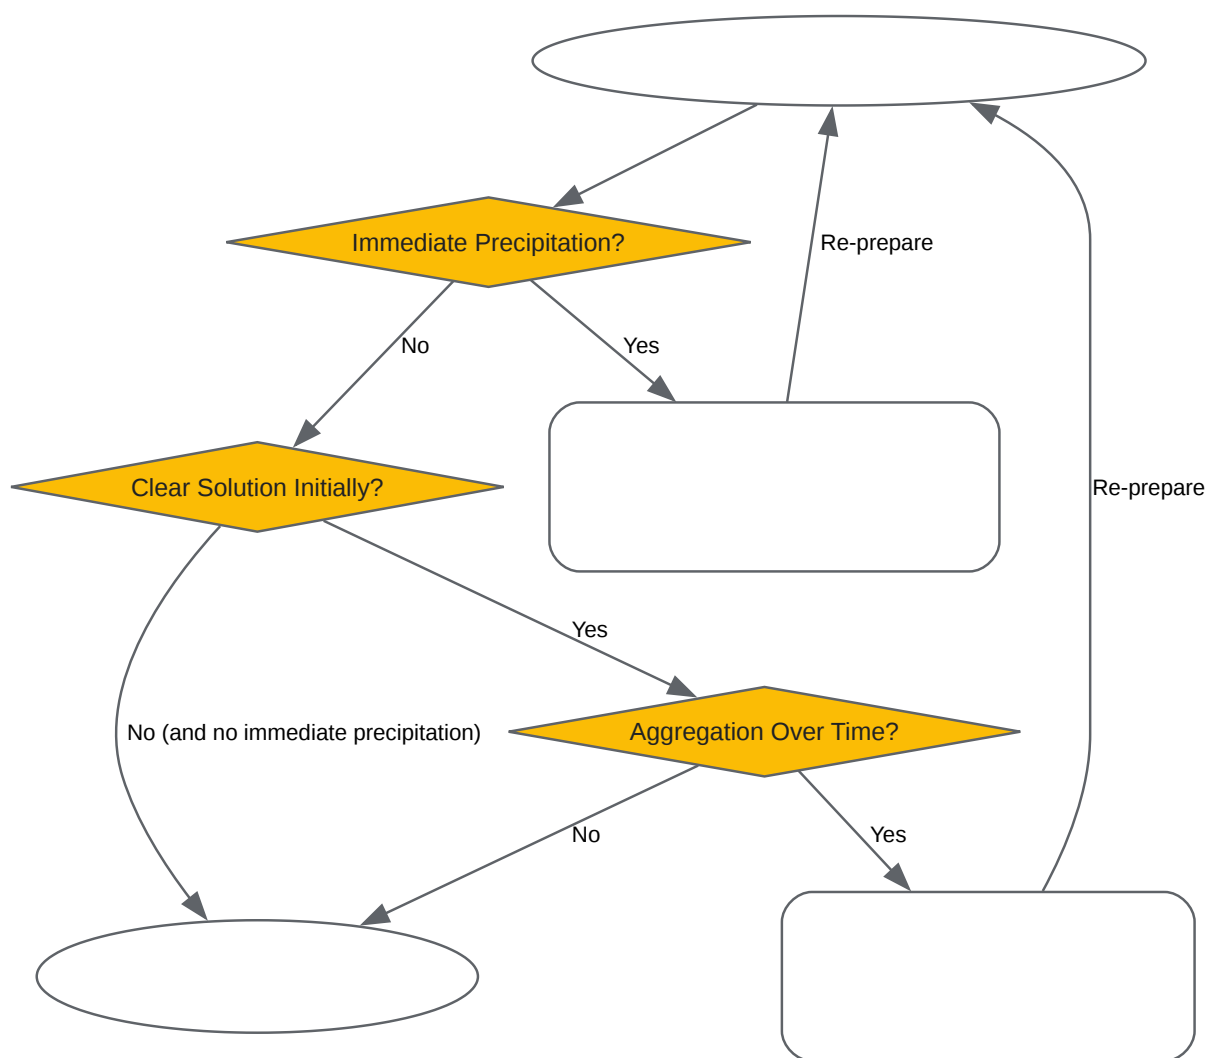 Immediate Precipitation?
Re-prepare
No
Yes
Clear Solution Initially?
Re-prepare
Yes
No (and no immediate precipitation)
Aggregation Over Time?
No
Yes